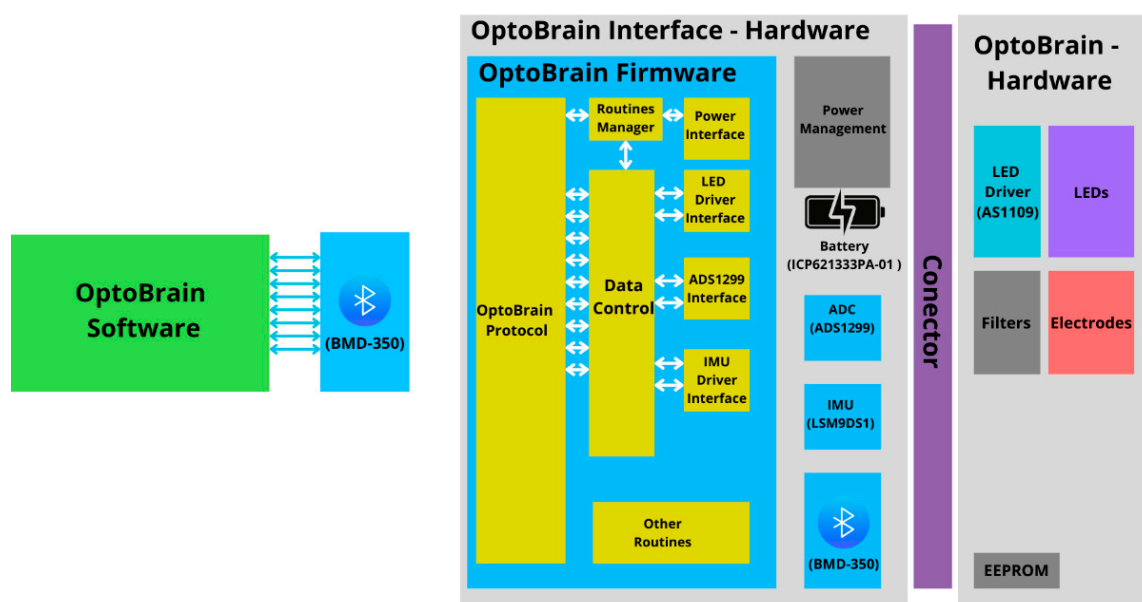 OptoBrain
Software
(BMD-350)
OptoBrain Interface - Hardware
OptoBrain Firmware
OptoBrain
Protocol
Routines
Manager
Power
Interface
LED
Driver
Interface
Data
Control
ADS1299
Interface
IMU
Driver
Interface
Other
Routines
Power
Management
Battery
(ICP621333PA-01 )
ADC
(ADS1299)
IMU
(LSM9DS1)
(BMD-350)
Conector
OptoBrain -
Hardware
LED
Driver
(AS1109)
LEDs
Filters
Electrodes
EEPROM